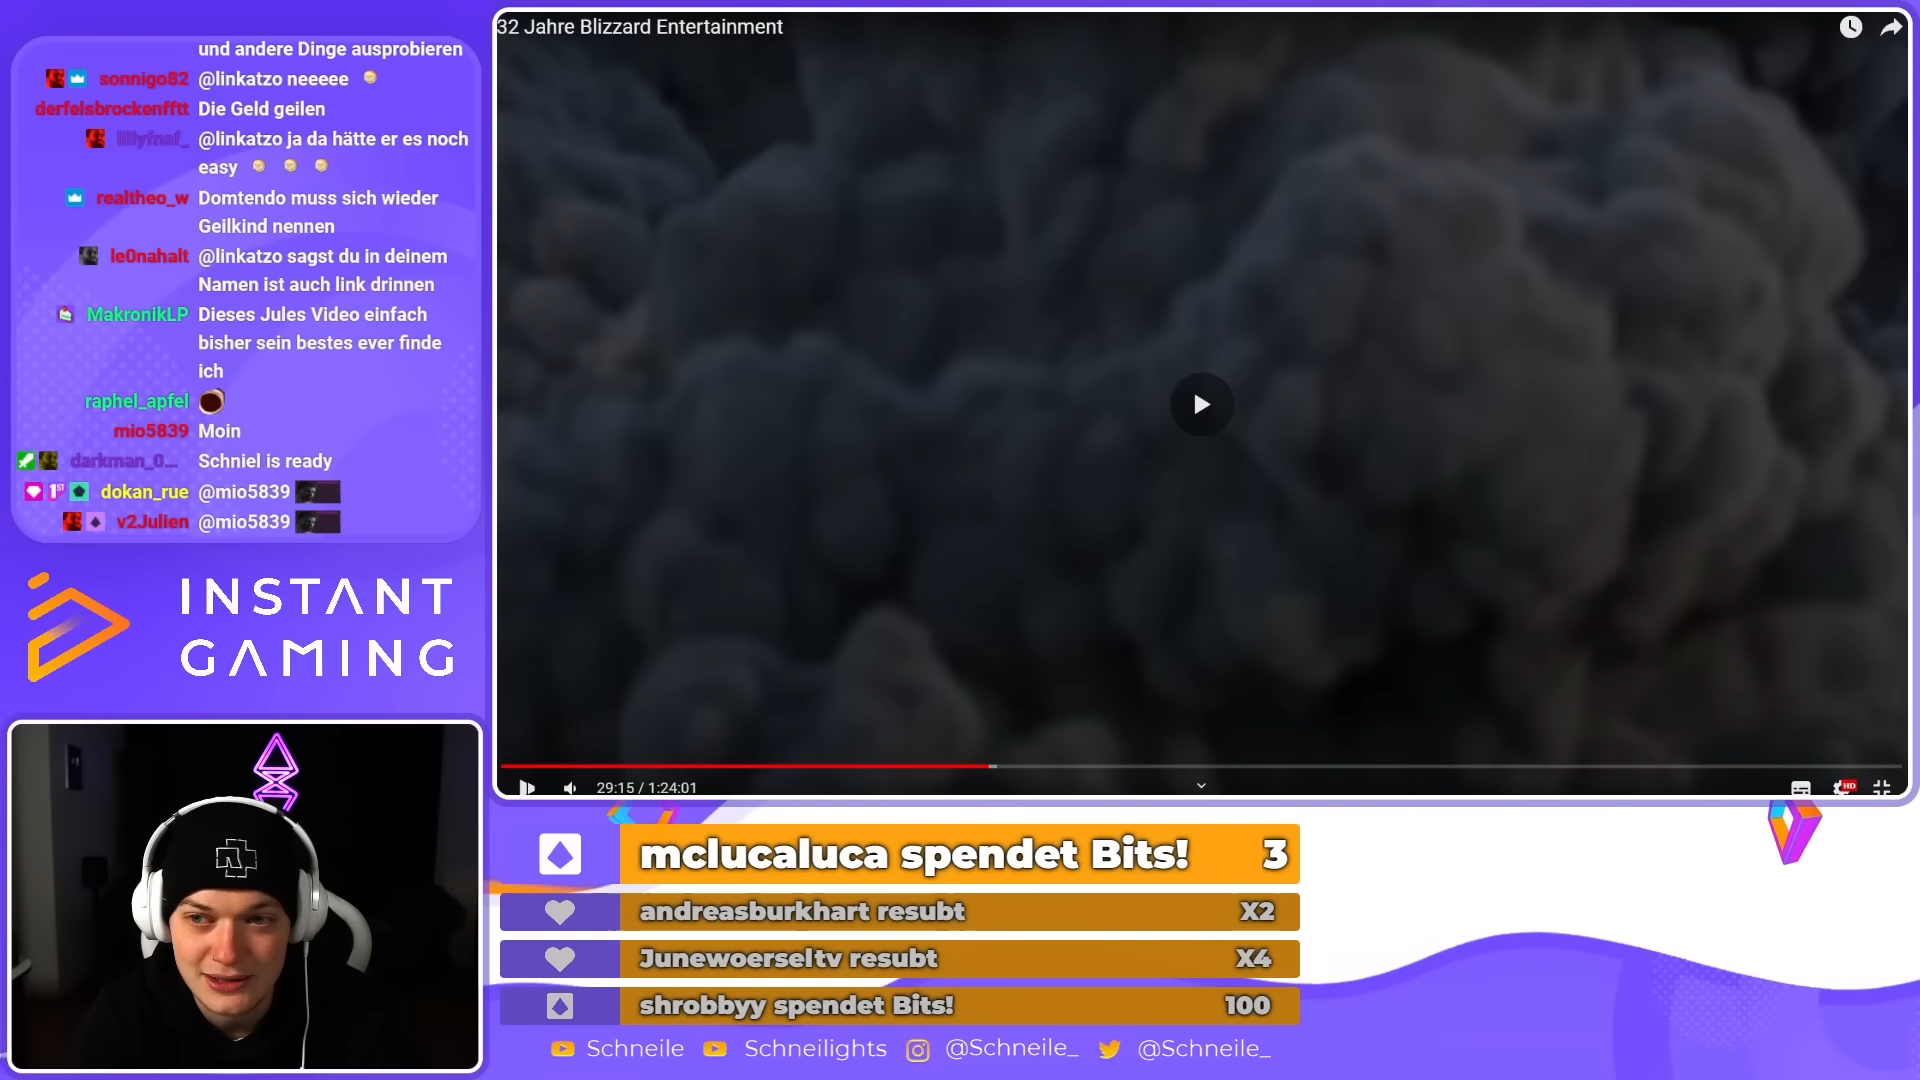 und andere Dinge ausprobieren
sonnigo82 @linkatzo neeeee
derfelsbrockenfftt Die Geld geilen
lillyfnaf_ @linkatzo ja da hätte er es noch
easy
realtheo_w Domtendo muss sich wieder
Geilkind nennen
le0nahalt @linkatzo sagst du in deinem
Namen ist auch link drinnen
MakronikLP Dieses Jules Video einfach
bisher sein bestes ever finde
ich
raphel_apfel
mio5839 Moin
darkman_0... Schniel is ready
1ST dokan_rue @mio5839
v2Julien @mio5839
INSTANT
GAMING
32 Jahre Blizzard Entertainment
29:15 / 1:24:01
HD
mclucaluca spendet Bits! 3
andreasburkhart resubt X2
Junewoerseltv resubt X4
shrobbyy spendet Bits! 100
Schneile Schneilights @Schneile_ @Schneile_